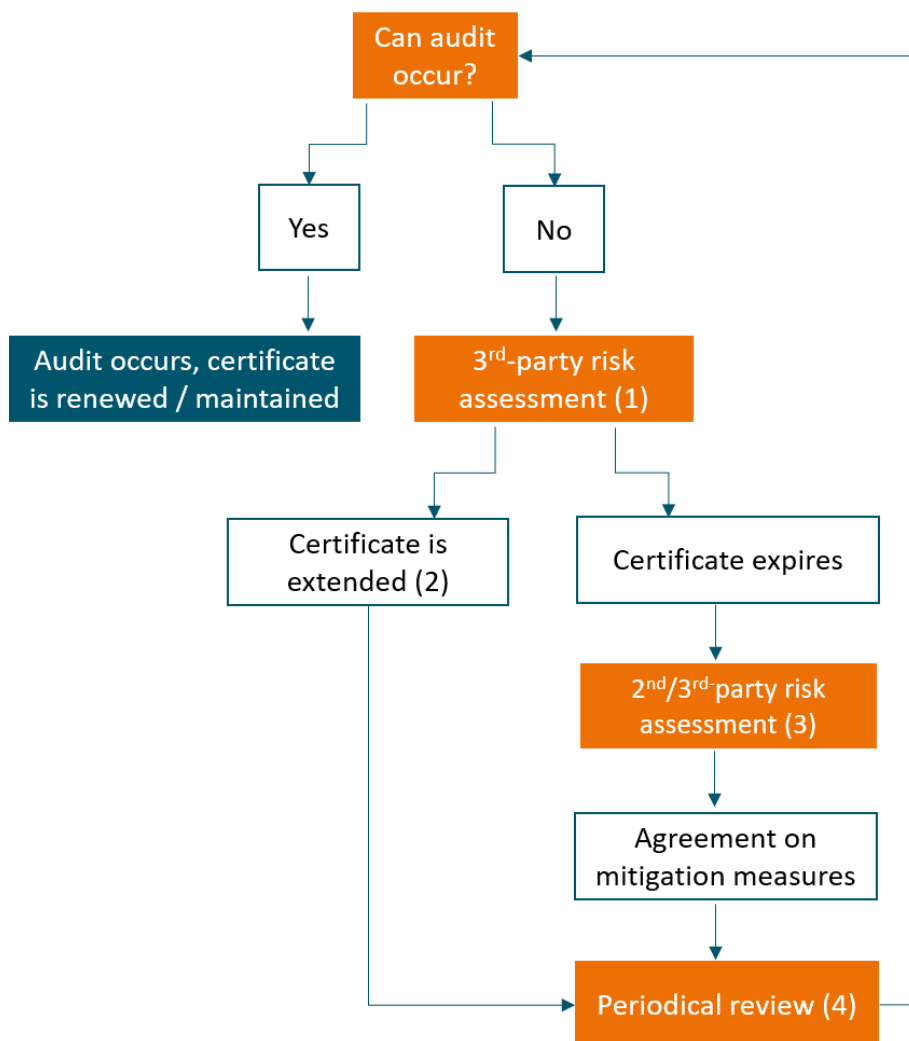 Can audit
occur?
Yes
No
Audit occurs, certificate
is renewed / maintained
3rd-party risk
assessment (1)
Certificate is
extended (2)
Certificate expires
2nd/3rd-party risk
assessment (3)
Agreement on
mitigation measures
Periodical review (4)